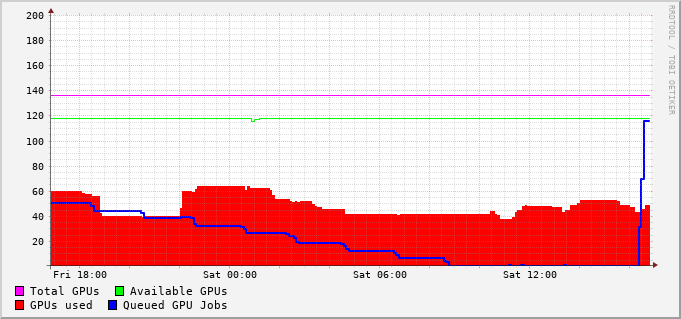 200
180
160
140
120
100
80
60
40
20
Fri 18:00 Sat 00:00 Sat 06:00 Sat 12:00
Total GPUs Available GPUs
GPUs used Queued GPU Jobs
RRDTOOL / TOBI OETIKER